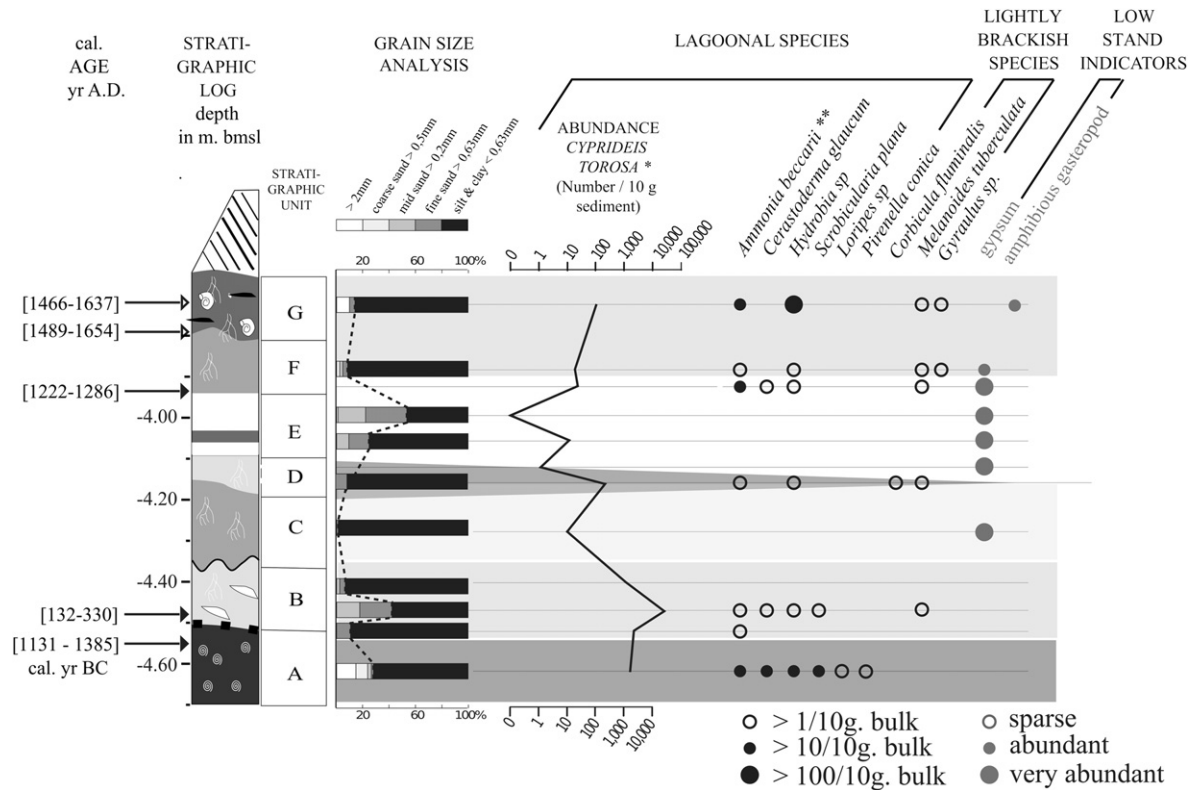 cal.
AGE
yr A.D.
STRATI-
GRAPHIC
LOG
depth
in m. bmsl
GRAIN SIZE
ANALYSIS
LAGOONAL SPECIES
LIGHTLY
BRACKISH
SPECIES
LOW
STAND
INDICATORS
STRATI-
GRAPHIC
UNIT
> 2mm
coarse sand > 0,5mm
mid sand > 0,2mm
fine sand > 0,63mm
silt & clay < 0,63mm
ABUNDANCE
CYPRIDEIS
TOROSA *
(Number / 10 g
sediment)
Ammonia beccarii **
Cerastoderma glaucum
Hydrobia sp
Scrobicularia plana
Loripes sp
Pirenella conica
Corbicula fluminalis
Melanoides tuberculata
Gyraulus sp.
gypsum
amphibious gasteropod
20 60 100%
0 1 10 100 1,000 10,000 100,000
[1466-1637]
[1489-1654]
[1222-1286]
[132-330]
[1131 - 1385]
cal. yr BC
-4.00
-4.20
-4.40
-4.60
G
F
E
D
C
B
A
20 60 100%
0 1 10 100 1,000 10,000
> 1/10g. bulk
> 10/10g. bulk
> 100/10g. bulk
sparse
abundant
very abundant